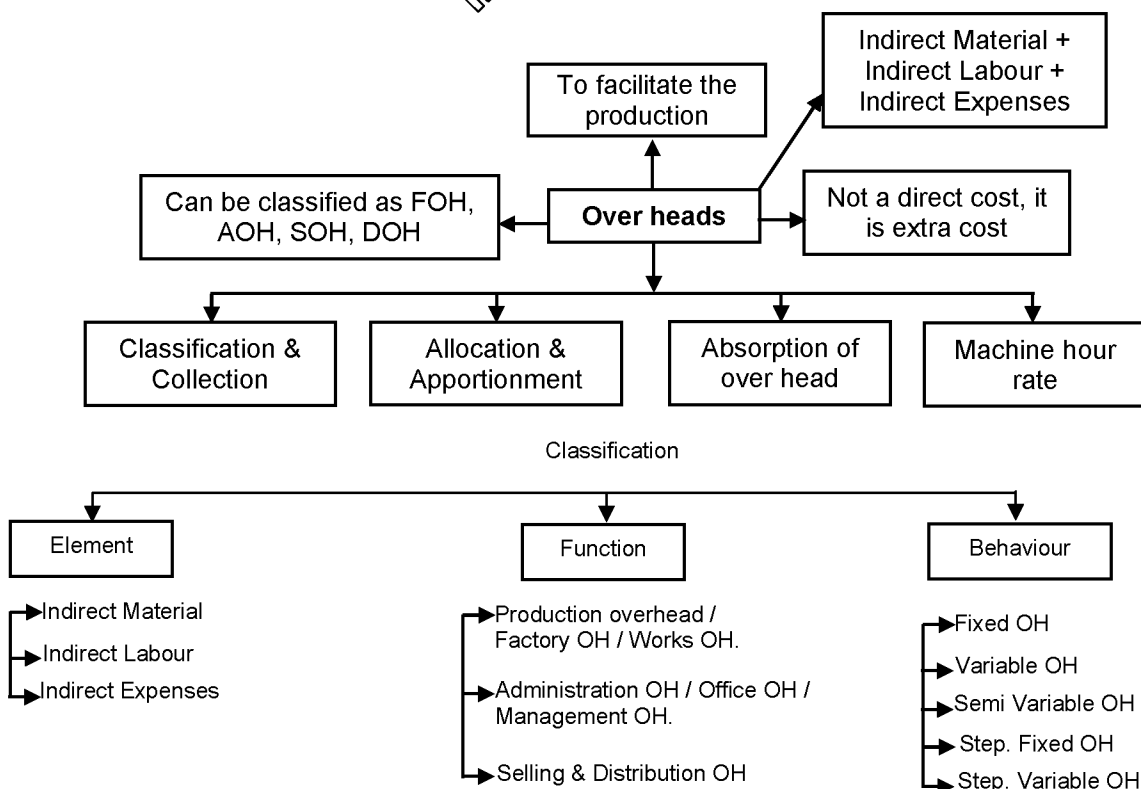 Indirect Material +
Indirect Labour +
Indirect Expenses
To facilitate the
production
Can be classified as FOH,
AOH, SOH, DOH
Over heads
Not a direct cost, it
is extra cost
Classification &
Collection
Allocation &
Apportionment
Absorption of
over head
Machine hour
rate
Classification
Element
Function
Behaviour
Indirect Material
Indirect Labour
Indirect Expenses
Production overhead /
Factory OH / Works OH.
Administration OH / Office OH /
Management OH.
Selling & Distribution OH
Fixed OH
Variable OH
Semi Variable OH
Step. Fixed OH
Step. Variable OH